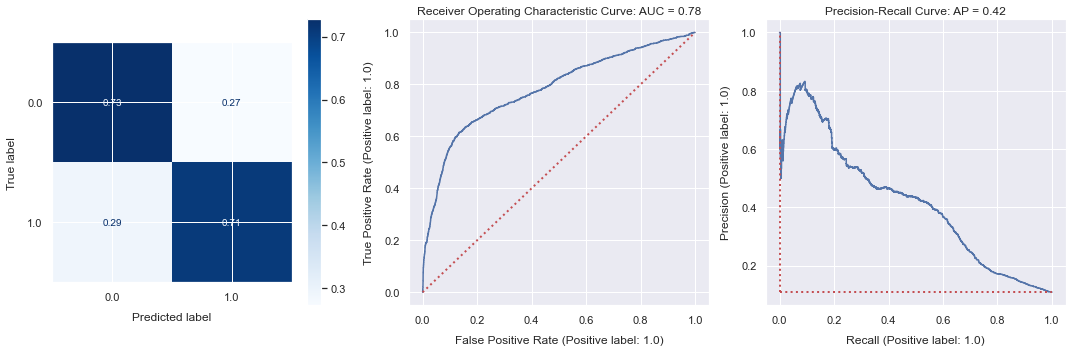 0.73 0.27
0.29 0.71
0.0
1.0
True label
0.0 1.0
Predicted label
0.7
0.6
0.5
0.4
0.3
Receiver Operating Characteristic Curve: AUC = 0.78
1.0
0.8
0.6
0.4
0.2
0.0
True Positive Rate (Positive label: 1.0)
0.0 0.2 0.4 0.6 0.8 1.0
False Positive Rate (Positive label: 1.0)
Precision-Recall Curve: AP = 0.42
1.0
0.8
0.6
0.4
0.2
Precision (Positive label: 1.0)
0.0 0.2 0.4 0.6 0.8 1.0
Recall (Positive label: 1.0)